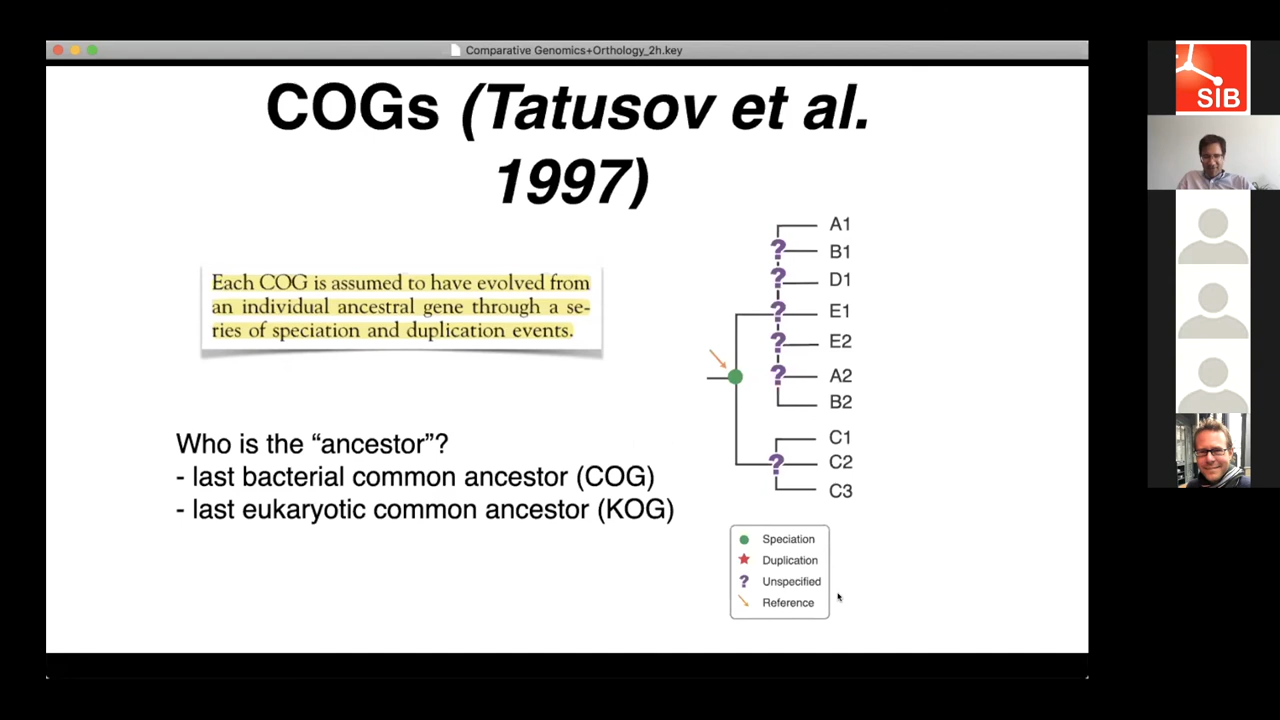 Comparative Genomics+Orthology_2h.key
COGs (Tatusov et al.
1997)
Each COG is assumed to have evolved from
an individual ancestral gene through a se-
ries of speciation and duplication events.
Who is the “ancestor”?
- last bacterial common ancestor (COG)
- last eukaryotic common ancestor (KOG)
A1
? B1
? D1
? E1
? E2
? A2
B2
C1
? C2
C3
Speciation
Duplication
? Unspecified
Reference
SIB